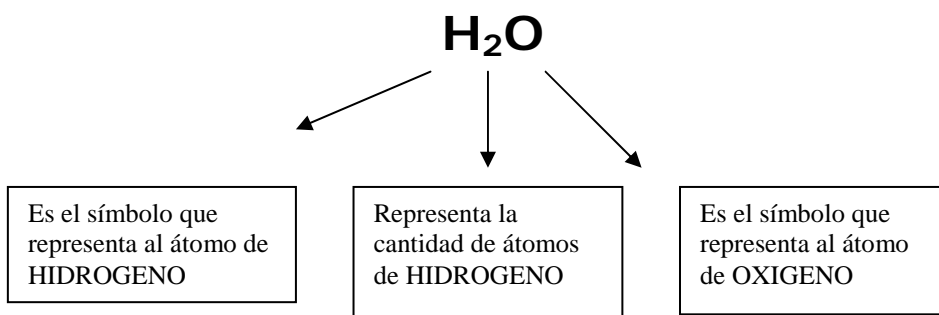 H₂O
Es el símbolo que
representa al átomo de
HIDROGENO
Representa la
cantidad de átomos
de HIDROGENO
Es el símbolo que
representa al átomo
de OXIGENO